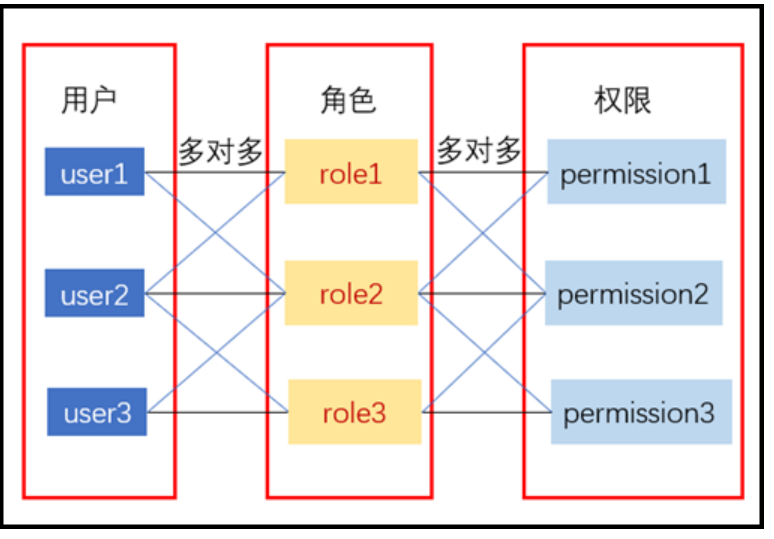 用户
角色
权限
多对多
多对多
user1
role1
permission1
user2
role2
permission2
user3
role3
permission3